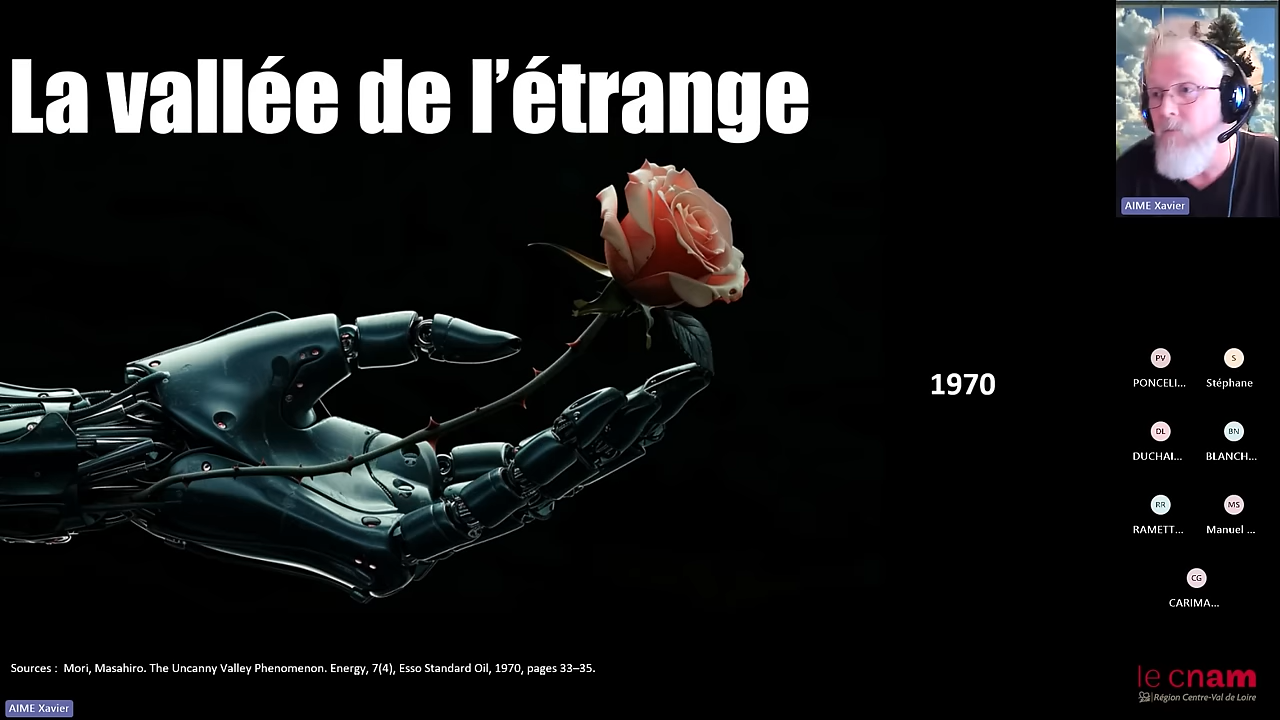 La vallée de l’étrange
AIME Xavier
1970
PV
S
PONCELI...
Stéphane
DL
BN
DUCHAI...
BLANCH...
RR
MS
RAMETT...
Manuel ...
CG
CARIMA...
Sources : Mori, Masahiro. The Uncanny Valley Phenomenon. Energy, 7(4), Esso Standard Oil, 1970, pages 33–35.
le cnam
Région Centre-Val de Loire
AIME Xavier